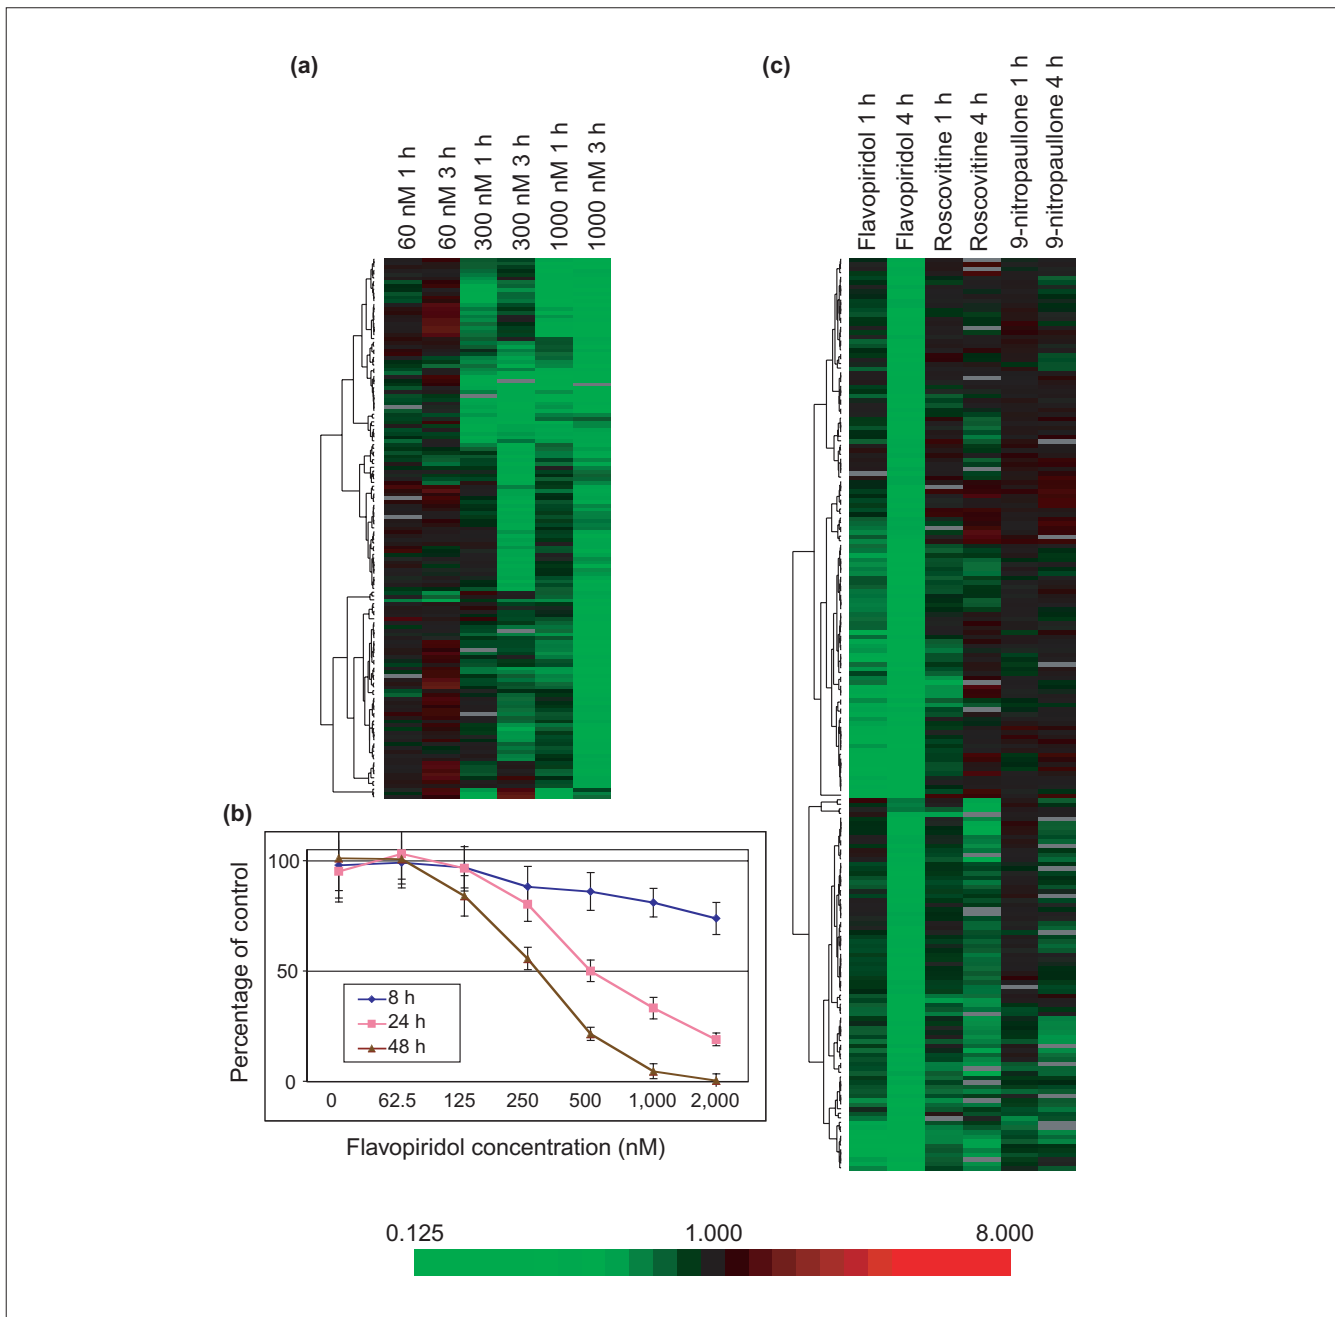 (a)
60 nM 1 h
60 nM 3 h
300 nM 1 h
300 nM 3 h
1000 nM 1 h
1000 nM 3 h
(c)
Flavopiridol 1 h
Flavopiridol 4 h
Roscovitine 1 h
Roscovitine 4 h
9-nitropaullone 1 h
9-nitropaullone 4 h
(b)
Percentage of control
100
50
0
8 h
24 h
48 h
0 62.5 125 250 500 1,000 2,000
Flavopiridol concentration (nM)
0.125 1.000 8.000